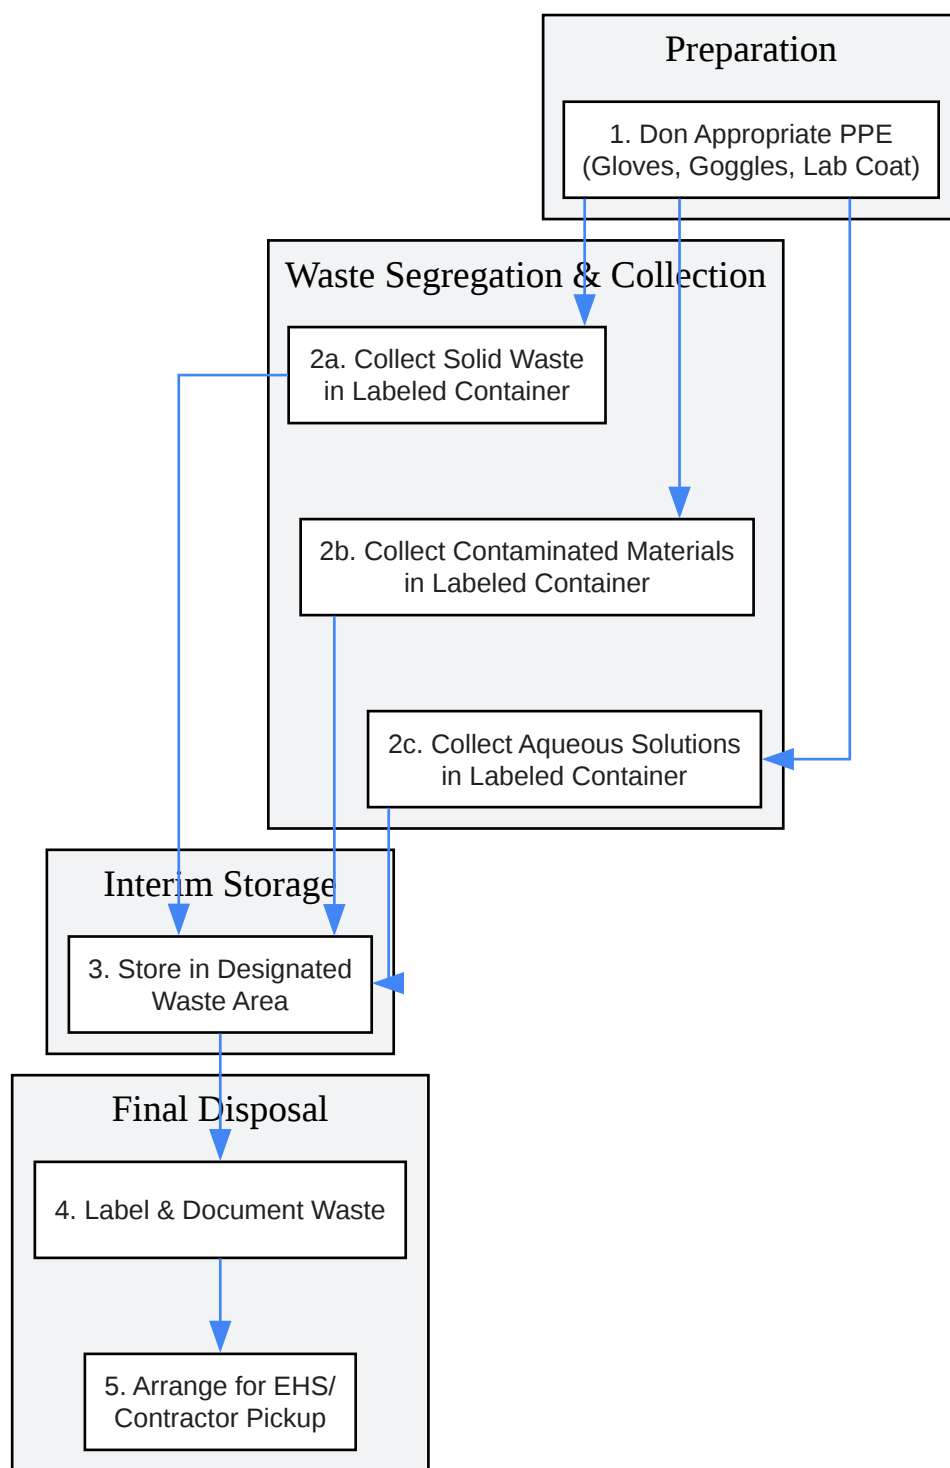 Preparation
1. Don Appropriate PPE
(Gloves, Goggles, Lab Coat)
Waste Segregation & Collection
2a. Collect Solid Waste
in Labeled Container
2b. Collect Contaminated Materials
in Labeled Container
2c. Collect Aqueous Solutions
in Labeled Container
Interim Storage
3. Store in Designated
Waste Area
Final Disposal
4. Label & Document Waste
5. Arrange for EHS/
Contractor Pickup